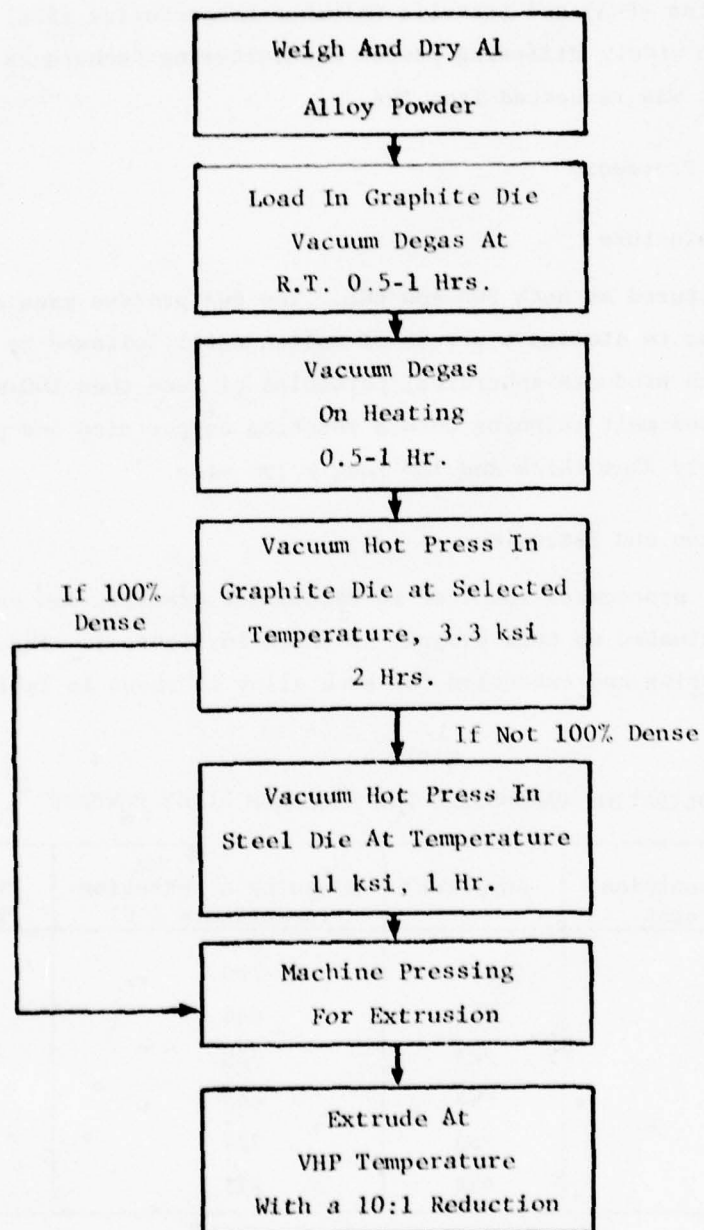 Weigh And Dry Al
Alloy Powder
Load In Graphite Die
Vacuum Degas At
R.T. 0.5-1 Hrs.
Vacuum Degas
On Heating
0.5-1 Hr.
Vacuum Hot Press In
Graphite Die at Selected
Temperature, 3.3 ksi
2 Hrs.
If 100%
Dense
If Not 100% Dense
Vacuum Hot Press In
Steel Die At Temperature
11 ksi, 1 Hr.
Machine Pressing
For Extrusion
Extrude At
VHP Temperature
With a 10:1 Reduction